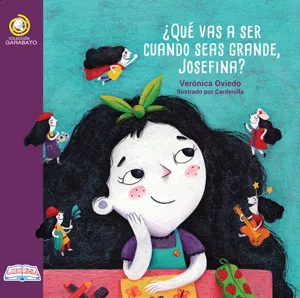 COLECCIÓN
GARABATO
¿QUÉ VAS A SER
CUANDO SEAS GRANDE,
JOSEFINA?
Verónica Oviedo
Ilustrado por Cardenilla